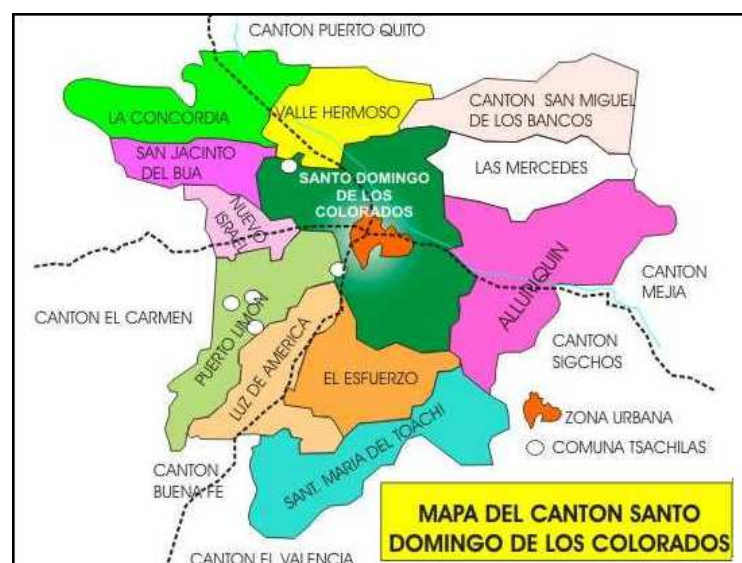 CANTON PUERTO QUITO
LA CONCORDIA
VALLE HERMOSO
CANTON SAN MIGUEL
DE LOS BANCOS
SAN JACINTO
DEL BUA
LAS MERCEDES
SANTO DOMINGO
DE LOS
COLORADOS
NUEVO
ISRAEL
ALLURIQUIN
CANTON
MEJIA
CANTON EL CARMEN
PUERTO LIMON
LUZ DE AMERICA
EL ESFUERZO
CANTON
SIGCHOS
ZONA URBANA
COMUNA TSACHILAS
CANTON
BUENA FE
SANT. MARIA DEL TOACHI
MAPA DEL CANTON SANTO
DOMINGO DE LOS COLORADOS
CANTON EL VALENCIA